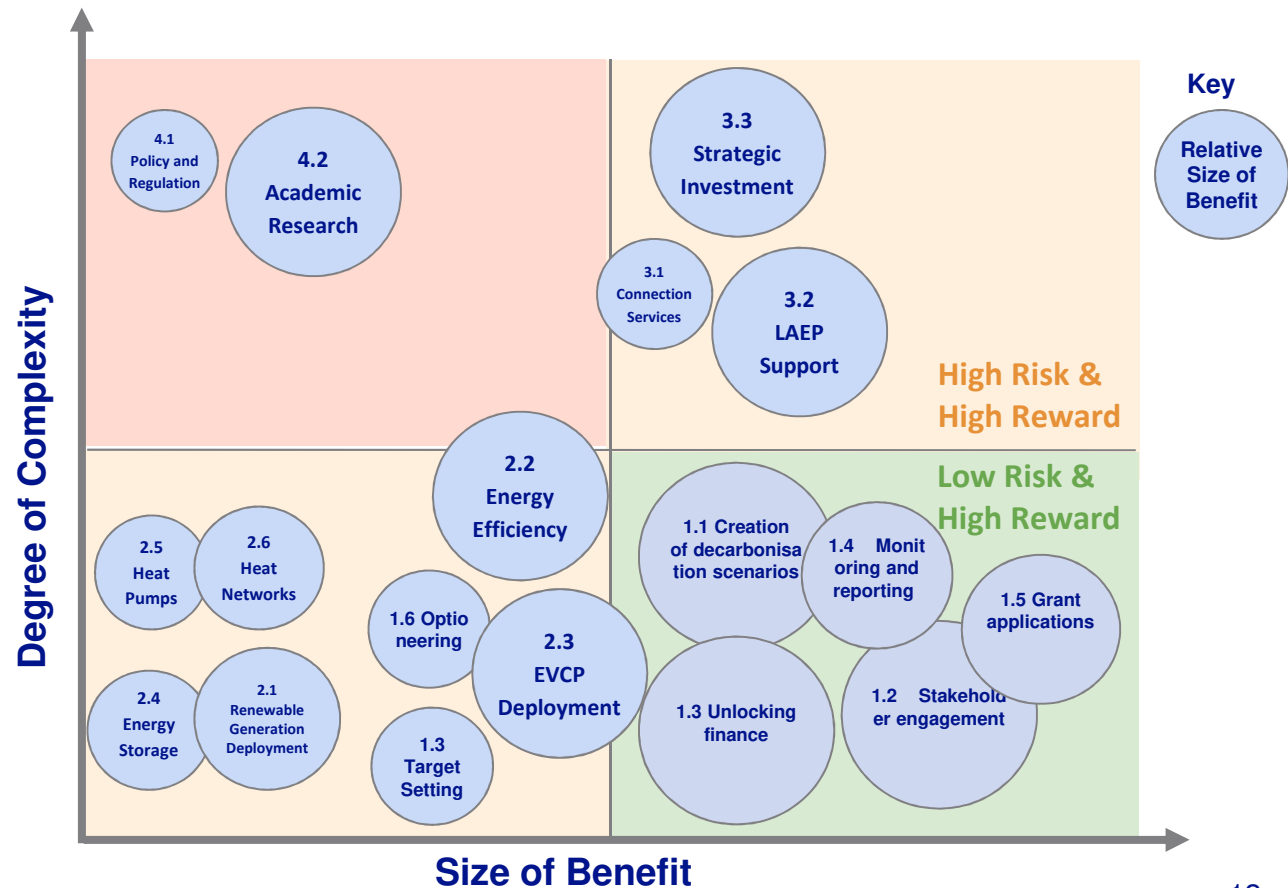 Key
Relative
Size of
Benefit
4.1
Policy and
Regulation
4.2
Academic
Research
3.3
Strategic
Investment
3.1
Connection
Services
3.2
LAEP
Support
High Risk &
High Reward
Low Risk &
High Reward
2.2
Energy
Efficiency
2.5
Heat
Pumps
2.6
Heat
Networks
1.6 Optio
neering
2.3
EVCP
Deployment
2.4
Energy
Storage
2.1
Renewable
Generation
Deployment
1.3
Target
Setting
1.1 Creation
of decarbonisa
tion scenarios
1.4 Monit
oring and
reporting
1.5 Grant
applications
1.3 Unlocking
finance
1.2 Stakehold
er engagement
Degree of Complexity
Size of Benefit